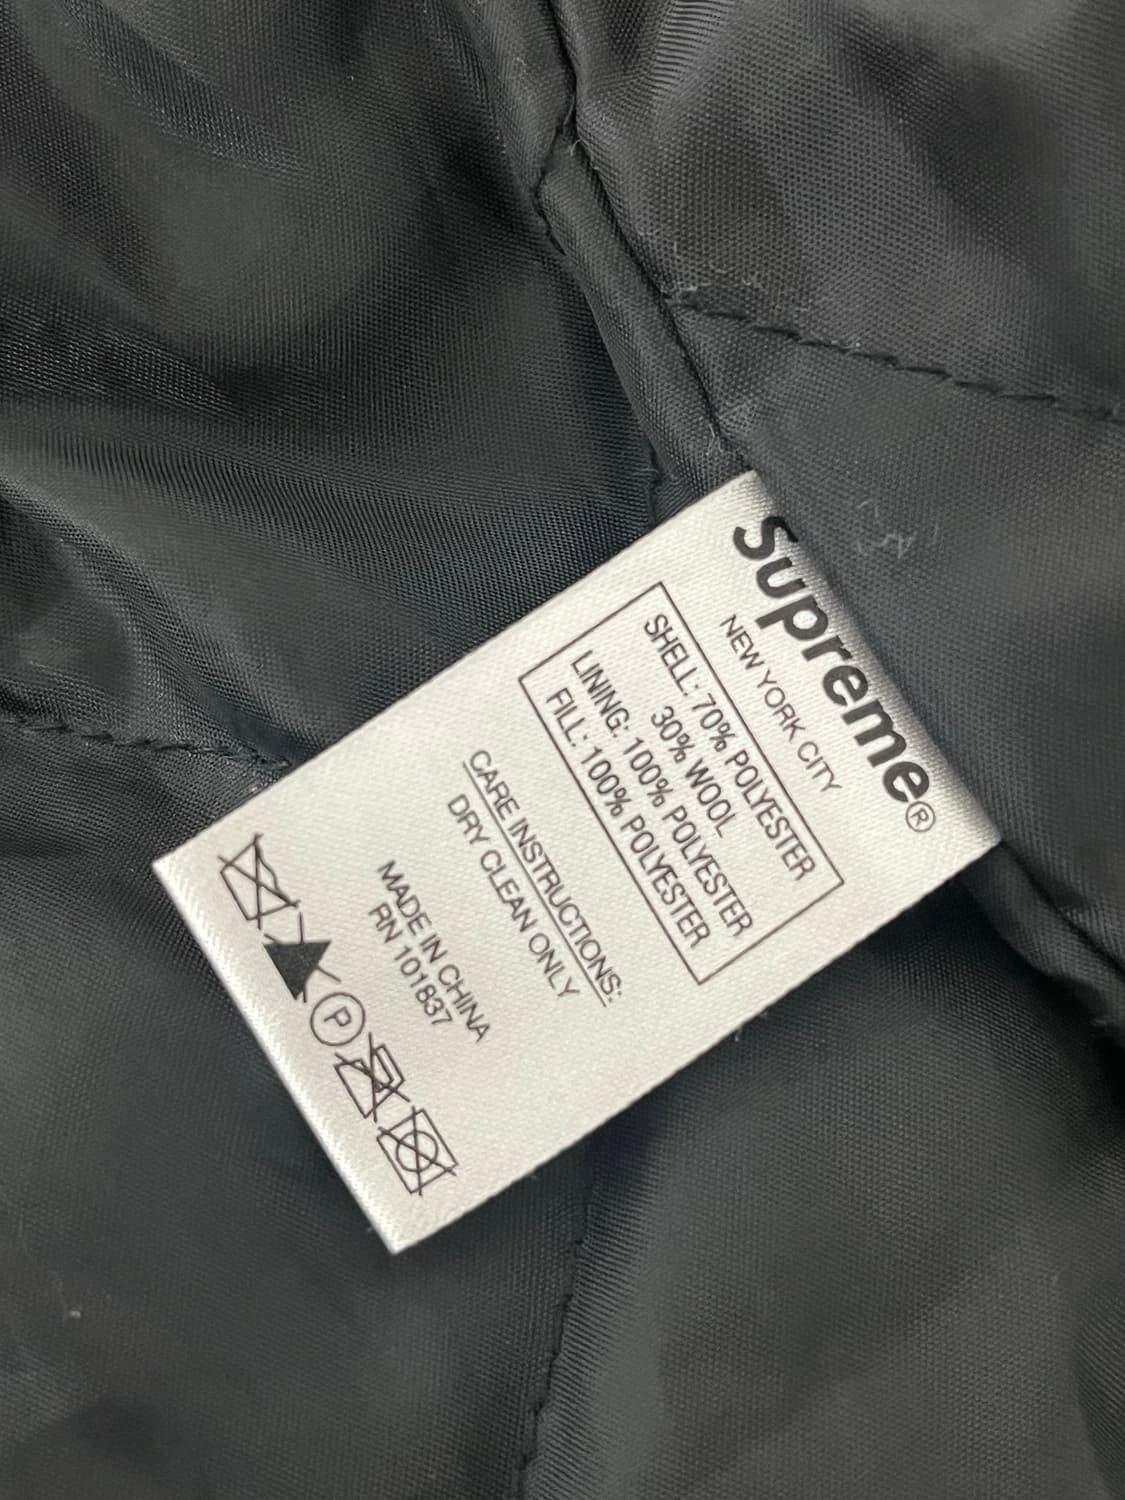 Supreme®
NEW YORK CITY
SHELL: 70% POLYESTER
30% WOOL
LINING: 100% POLYESTER
FILL: 100% POLYESTER
CARE INSTRUCTIONS:
DRY CLEAN ONLY
MADE IN CHINA
RN 101837
P